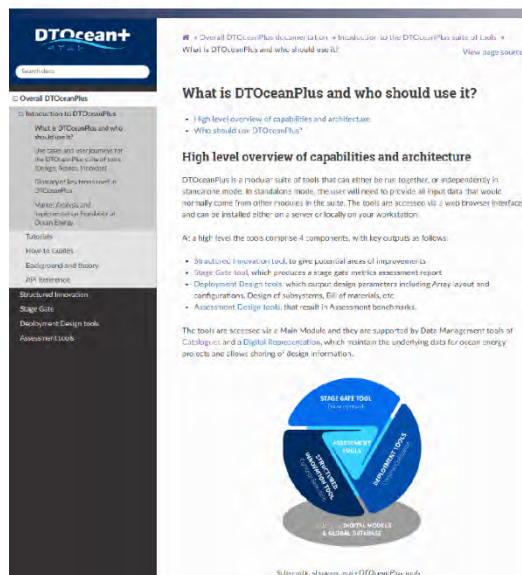 DTOcean+
Search docs
Overall DTOceanPlus
Introduction to DTOceanPlus
What is DTOceanPlus and who
should use it?
Use cases and user journeys for
the DTOceanPlus suite of tools
(Design, Assess, Innovate)
Glossary of key terms used in
DTOceanPlus
Market Analysis and
Ocean Energy
Tutorials
How-to Guides
Background and theory
API Reference
Structured Innovation
Stage Gate
Deployment Design tools
Assessment tools
» Overall DTOceanPlus documentation » Introduction to the DTOceanPlus suite of tools »
What is DTOceanPlus and who should use it?
View page source
What is DTOceanPlus and who should use it?
• High level overview of capabilities and architecture
• Who should use DTOceanPlus?
High level overview of capabilities and architecture
DTOceanPlus is a modular suite of tools that can either be run together, or independently in
standalone mode. In standalone mode, the user will need to provide all input data that would
normally come from other modules in the suite. The tools are accessed via a web browser interface
and can be installed either on a server or locally on your workstation.
At a high level the tools comprise 4 components, with key outputs as follows:
• Structured Innovation tool, to give potential areas of improvements
• Stage Gate tool, which produces a stage gate metrics assessment report
• Deployment Design tools, which output design parameters including Array layout and
configurations, Design of subsystems, Bill of materials, etc
• Assessment Design tools, that result in Assessment benchmarks.
The tools are accessed via a Main Module and they are supported by Data Management tools of
Catalogues and a Digital Representation, which maintain the underlying data for ocean energy
projects and allows sharing of design information.
STAGE GATE TOOL
Development
ASSESSMENT
TOOLS
STRUCTURED
INNOVATION TOOL
Concept Creation
DEPLOYMENT TOOLS
DIGITAL MODELS
& GLOBAL DATABASE